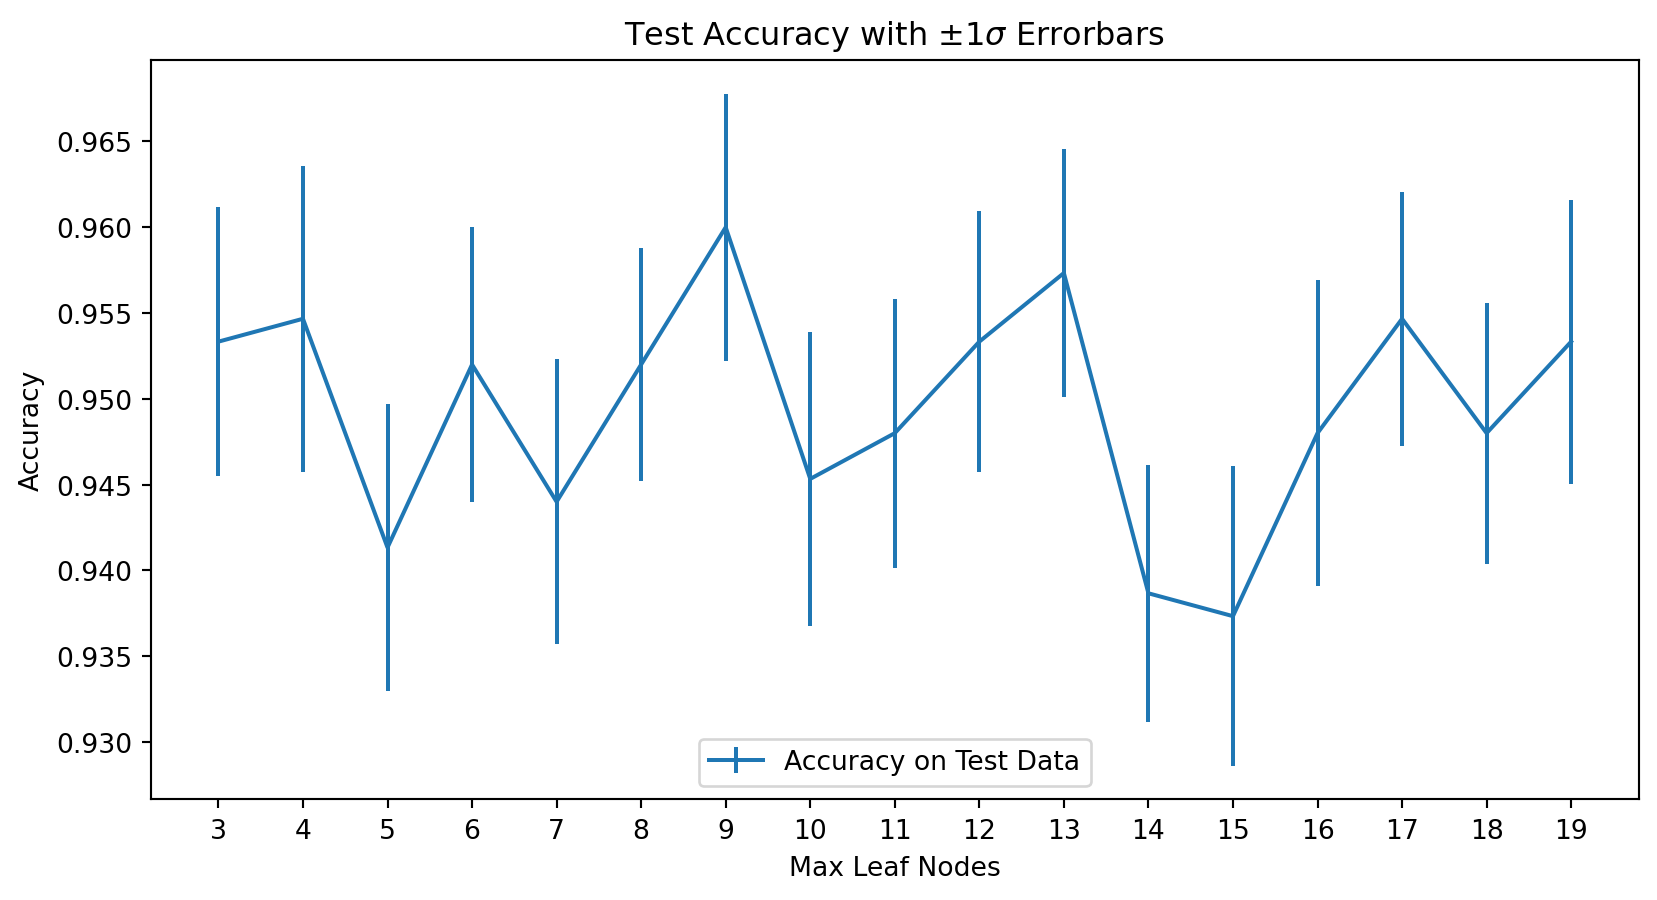 Test Accuracy with ±1σ Errorbars
0.965
0.960
0.955
0.950
0.945
0.940
0.935
0.930
Accuracy
Accuracy on Test Data
3 4 5 6 7 8 9 10 11 12 13 14 15 16 17 18 19
Max Leaf Nodes